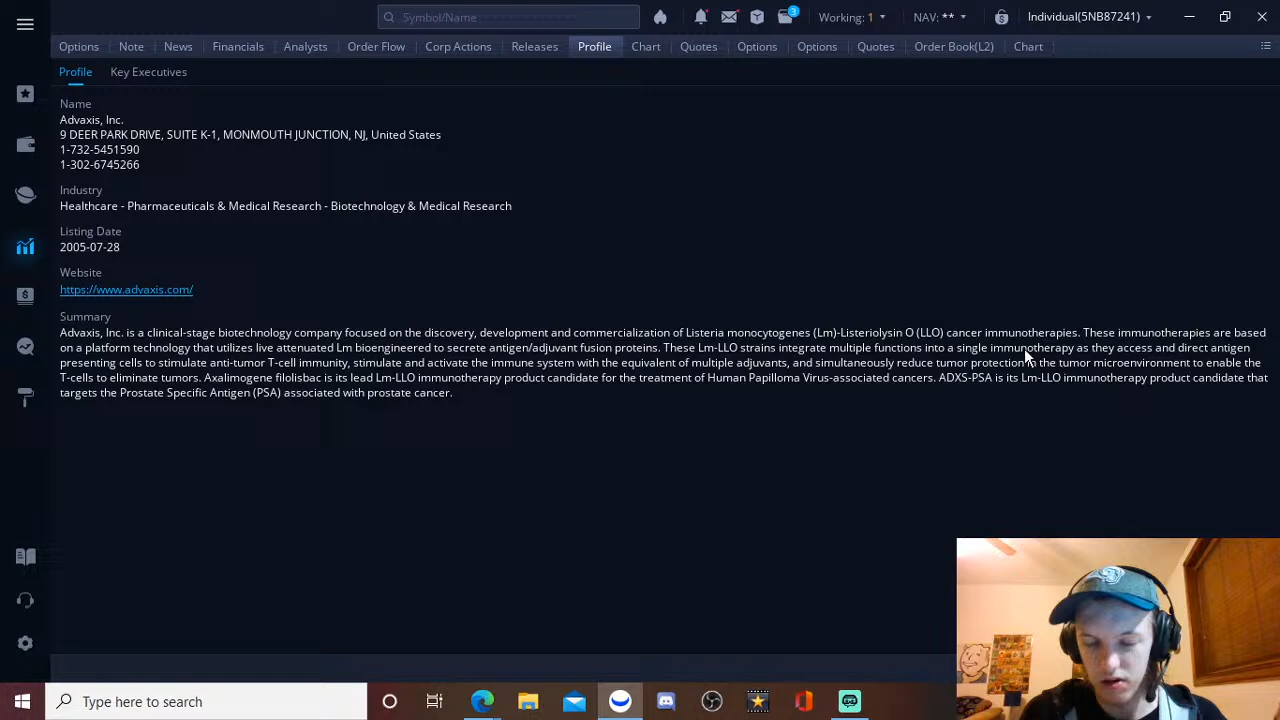 Symbol/Name
3
Working: 1
NAV: **
Individual(5NB87241)
Options Note News Financials Analysts Order Flow Corp Actions Releases Profile Chart Quotes Options Options Quotes Order Book(L2) Chart
Profile Key Executives
Name
Advaxis, Inc.
9 DEER PARK DRIVE, SUITE K-1, MONMOUTH JUNCTION, NJ, United States
1-732-5451590
1-302-6745266
Industry
Healthcare - Pharmaceuticals & Medical Research - Biotechnology & Medical Research
Listing Date
2005-07-28
Website
https://www.advaxis.com/
Summary
Advaxis, Inc. is a clinical-stage biotechnology company focused on the discovery, development and commercialization of Listeria monocytogenes (Lm)-Listeriolysin O (LLO) cancer immunotherapies. These immunotherapies are based
on a platform technology that utilizes live attenuated Lm bioengineered to secrete antigen/adjuvant fusion proteins. These Lm-LLO strains integrate multiple functions into a single immunotherapy as they access and direct antigen
presenting cells to stimulate anti-tumor T-cell immunity, stimulate and activate the immune system with the equivalent of multiple adjuvants, and simultaneously reduce tumor protection in the tumor microenvironment to enable the
T-cells to eliminate tumors. Axalimogene filolisbac is its lead Lm-LLO immunotherapy product candidate for the treatment of Human Papilloma Virus-associated cancers. ADXS-PSA is its Lm-LLO immunotherapy product candidate that
targets the Prostate Specific Antigen (PSA) associated with prostate cancer.
Type here to search